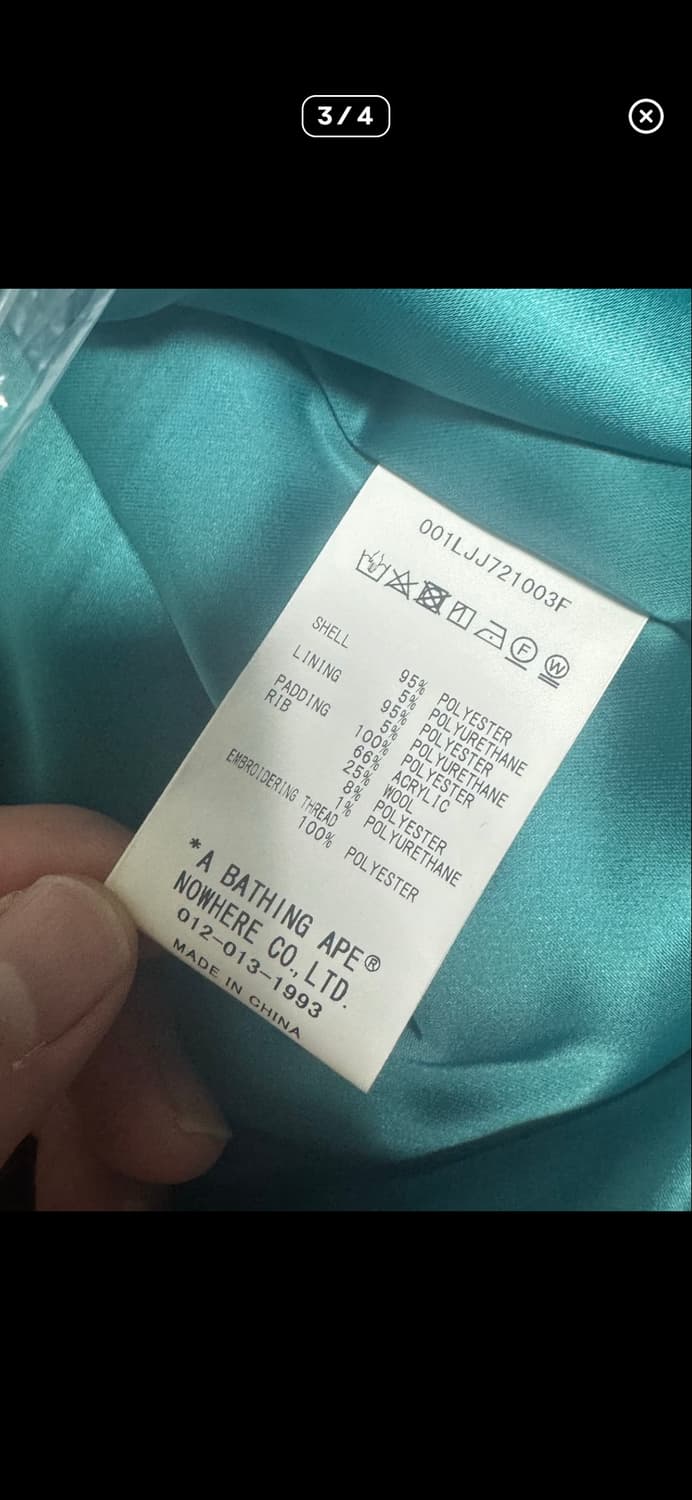 3/4
001LJJ721003F
SHELL 95% POLYESTER
5% POLYURETHANE
LINING 95% POLYESTER
5% POLYURETHANE
PADDING 100% POLYESTER
RIB 66% ACRYLIC
25% WOOL
8% POLYESTER
1% POLYURETHANE
EMBROIDERING THREAD
100% POLYESTER
*A BATHING APE®
NOWHERE CO.,LTD.
012-013-1993
MADE IN CHINA
F
W